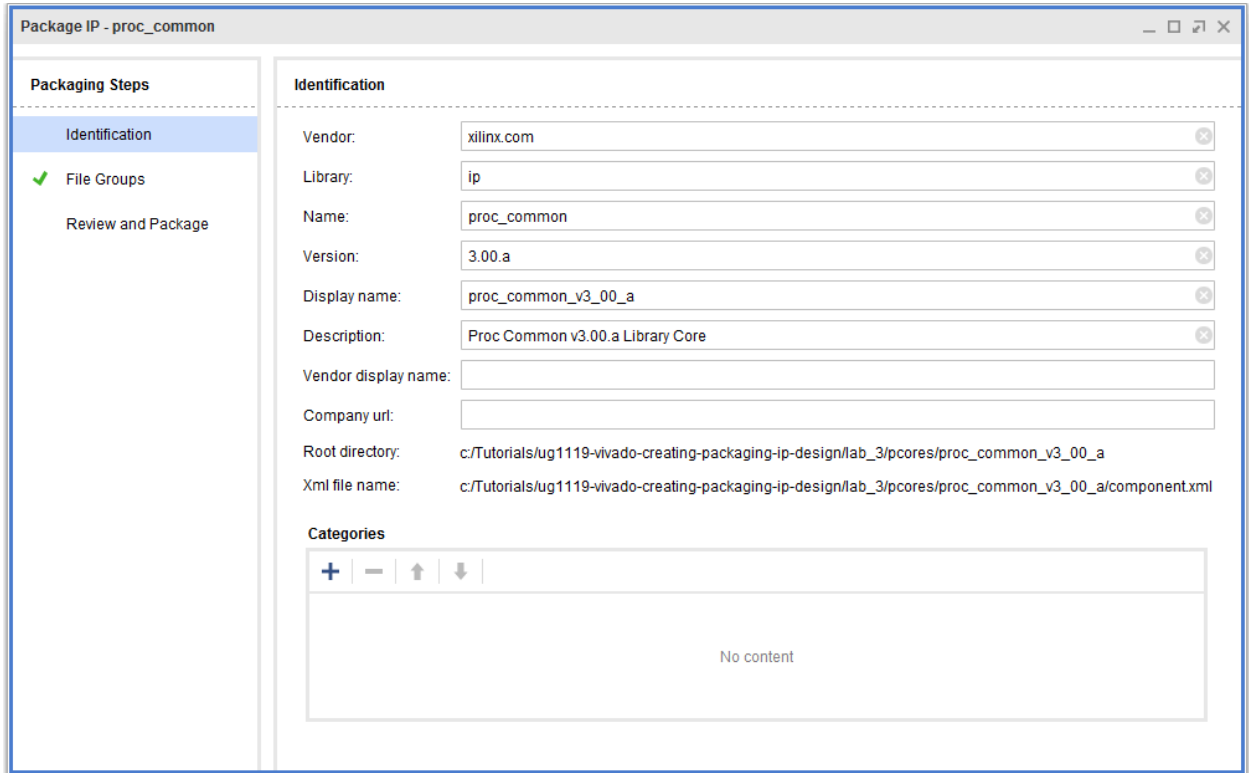 Package IP - proc_common
Packaging Steps
Identification
File Groups
Review and Package
Identification
Vendor: xilinx.com
Library: ip
Name: proc_common
Version: 3.00.a
Display name: proc_common_v3_00_a
Description: Proc Common v3.00.a Library Core
Vendor display name:
Company url:
Root directory: c:/Tutorials/ug1119-vivado-creating-packaging-ip-design/lab_3/pcores/proc_common_v3_00_a
Xml file name: c:/Tutorials/ug1119-vivado-creating-packaging-ip-design/lab_3/pcores/proc_common_v3_00_a/component.xml
Categories
No content